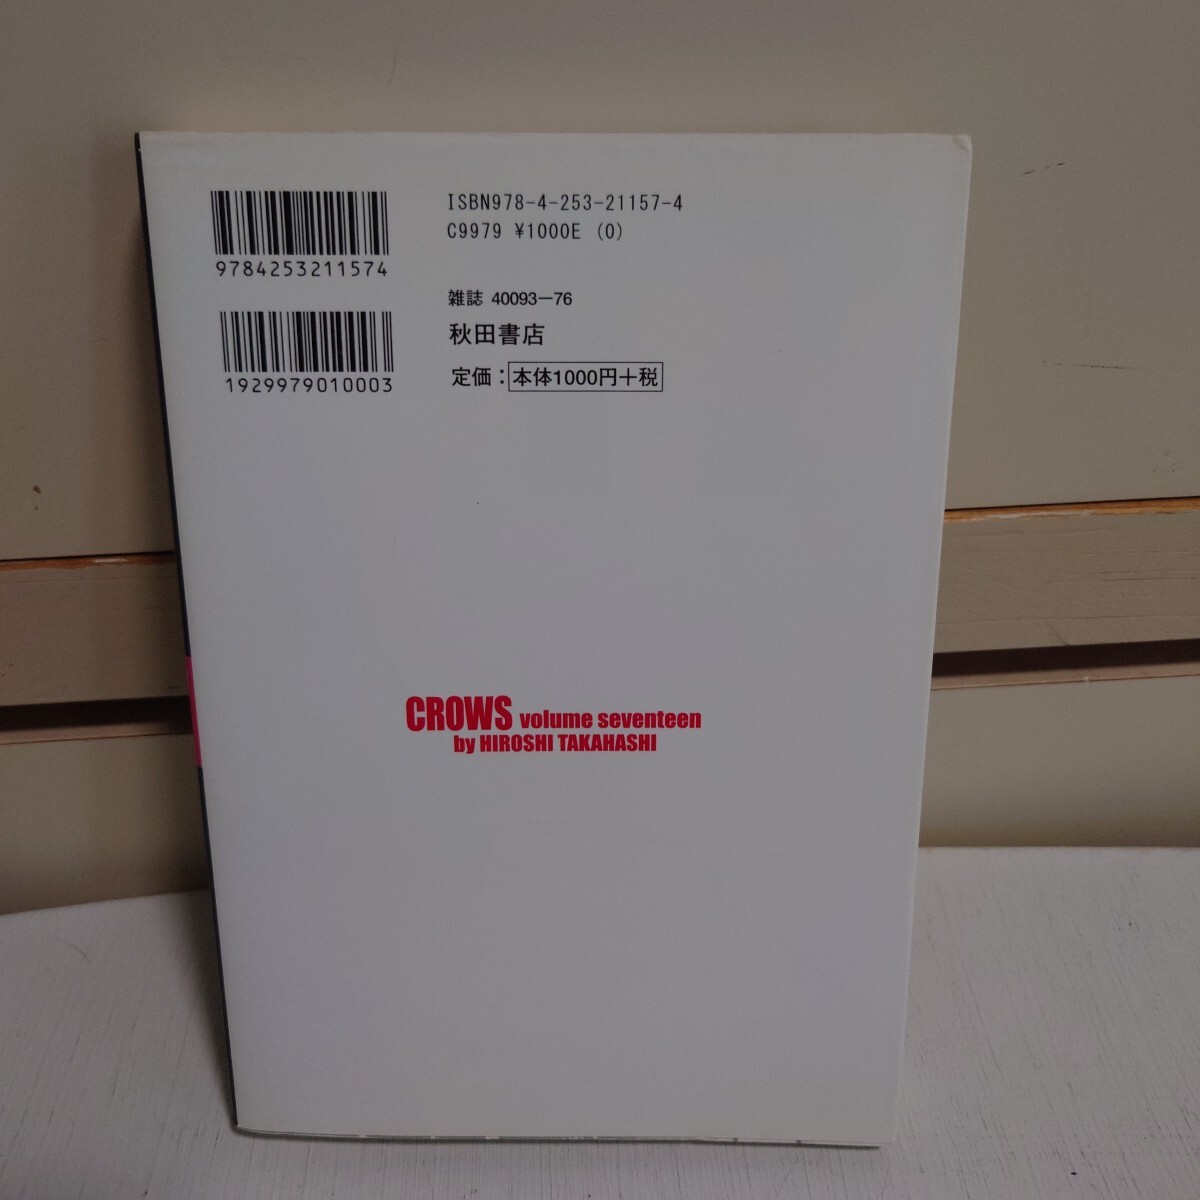 9784253211574
1929979010003
ISBN978-4-253-21157-4
C9979 ¥1000E (0)
雑誌 40093-76
秋田書店
定価：本体1000円+税
CROWS volume seventeen
by HIROSHI TAKAHASHI